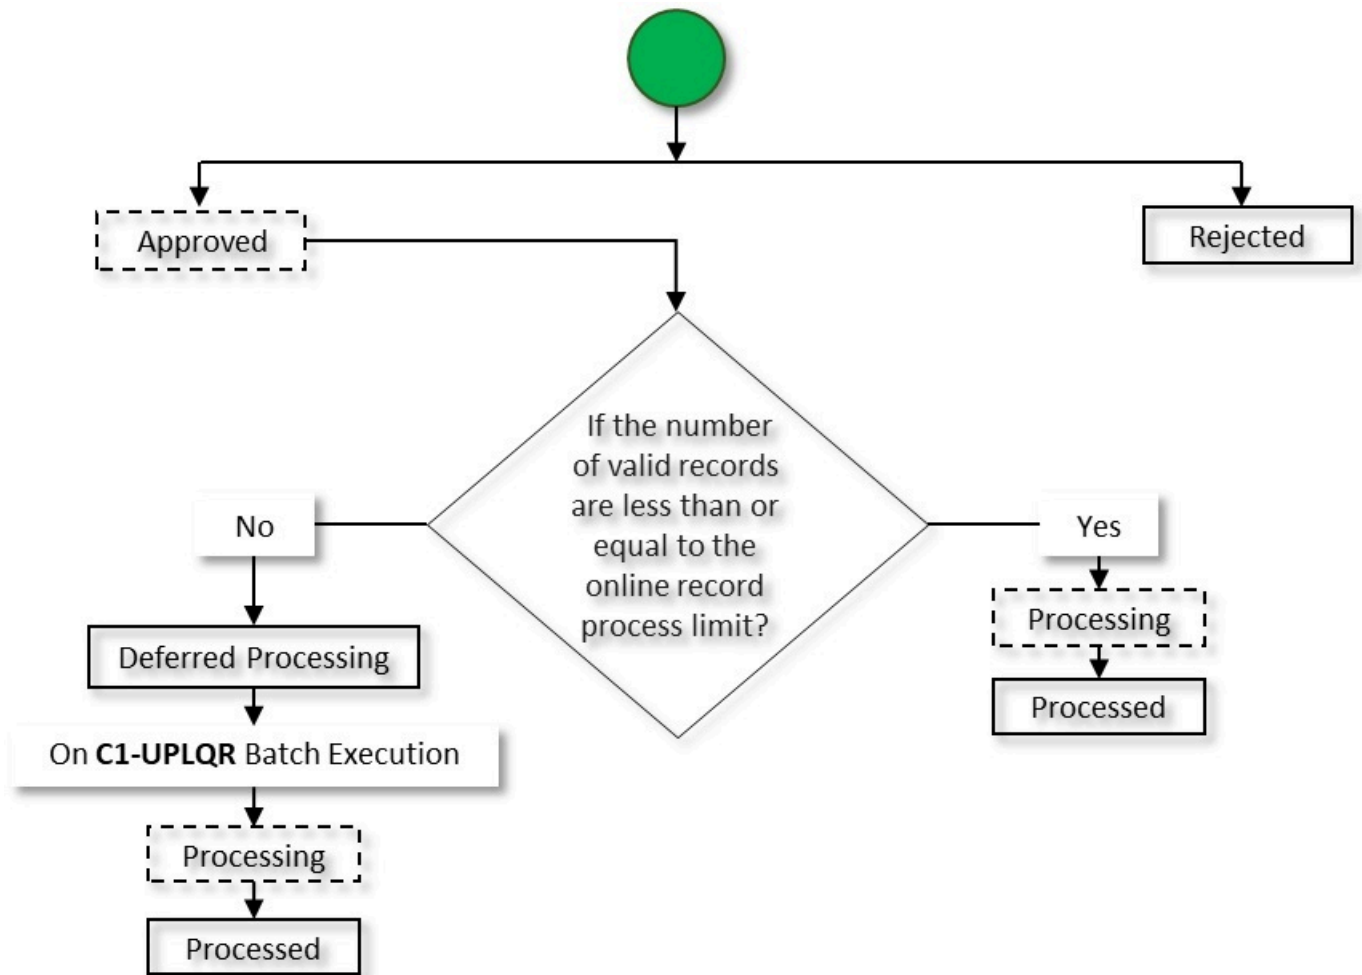 Approved
Rejected
If the number
of valid records
are less than or
equal to the
online record
process limit?
No
Yes
Processing
Deferred Processing
Processed
On C1-UPLQR Batch Execution
Processing
Processed